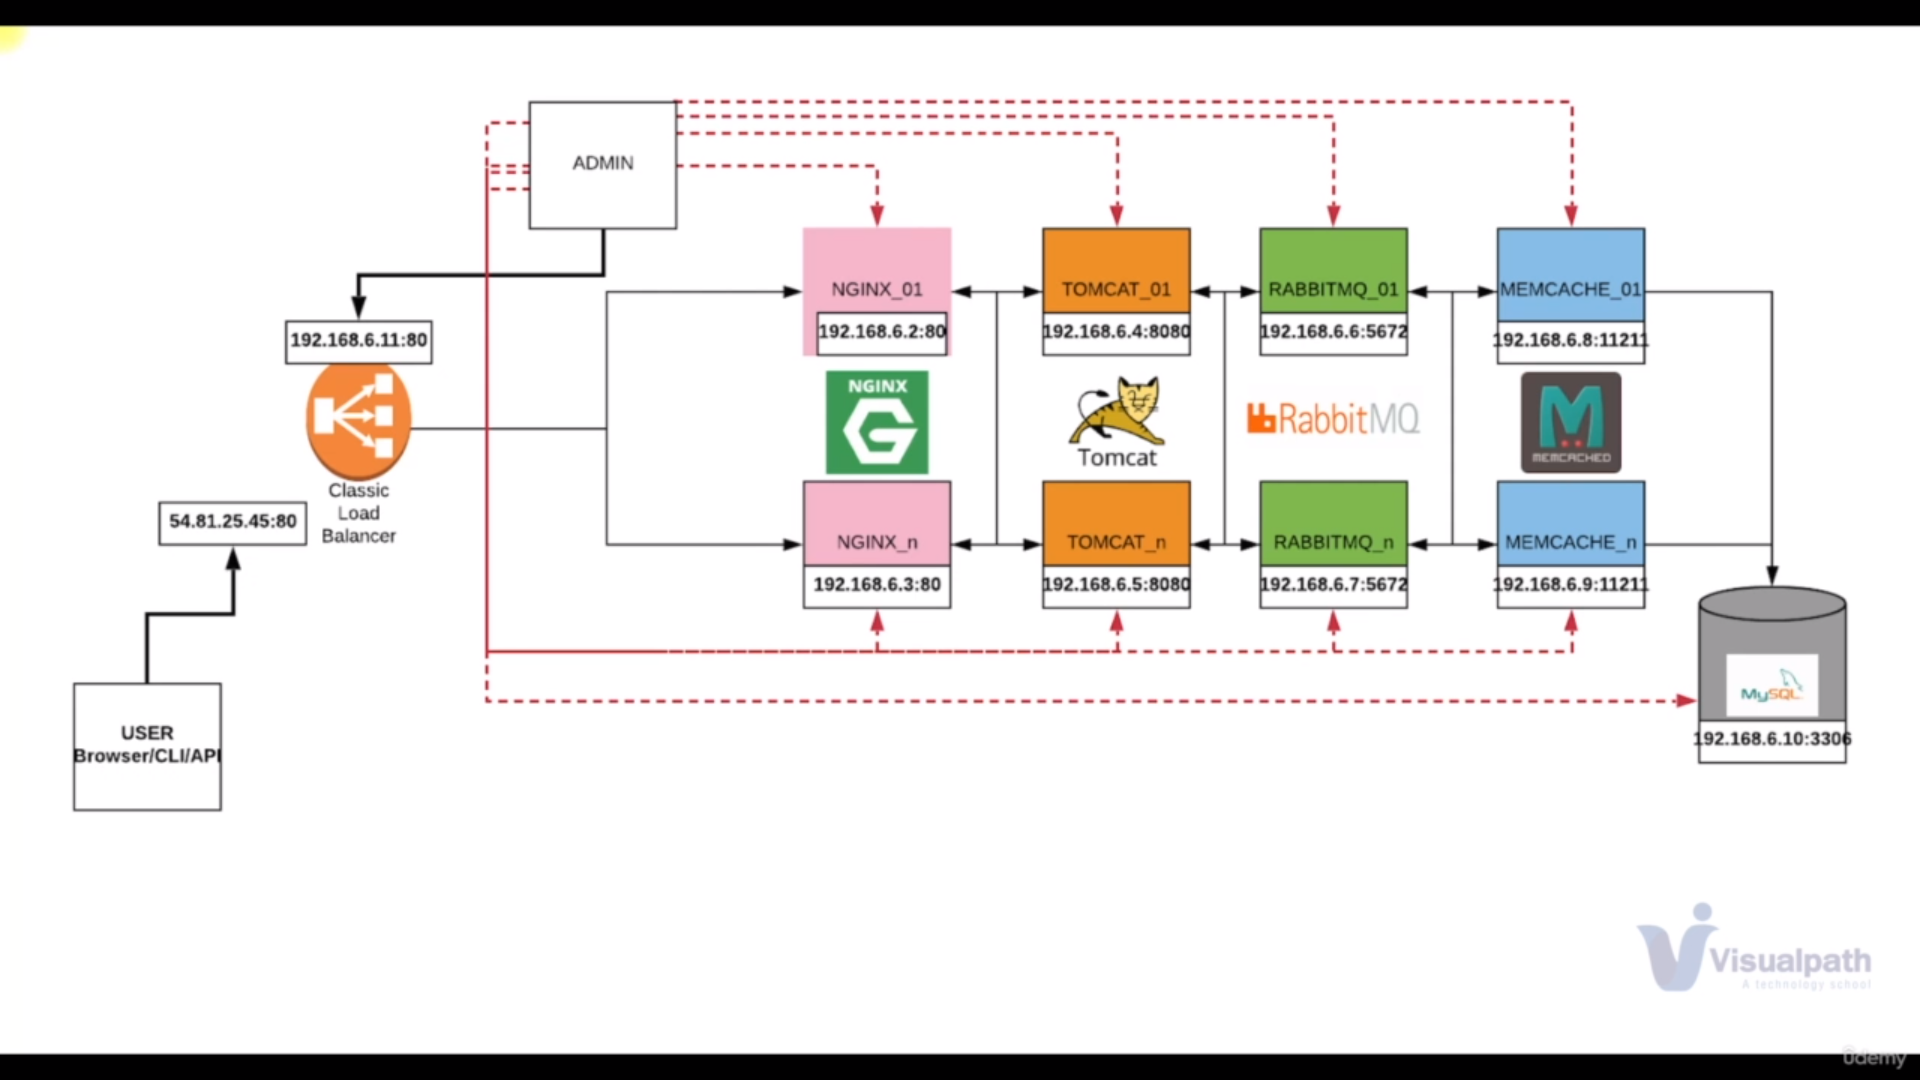 ADMIN
192.168.6.11:80
Classic
Load
Balancer
54.81.25.45:80
USER
Browser/CLI/API
NGINX_01
192.168.6.2:80
NGINX
NGINX_n
192.168.6.3:80
TOMCAT_01
192.168.6.4:8080
Tomcat
TOMCAT_n
192.168.6.5:8080
RABBITMQ_01
192.168.6.6:5672
RabbitMQ
RABBITMQ_n
192.168.6.7:5672
MEMCACHE_01
192.168.6.8:11211
MEMCACHED
MEMCACHE_n
192.168.6.9:11211
MySQL
192.168.6.10:3306
Visualpath
A technology school
ûdemy